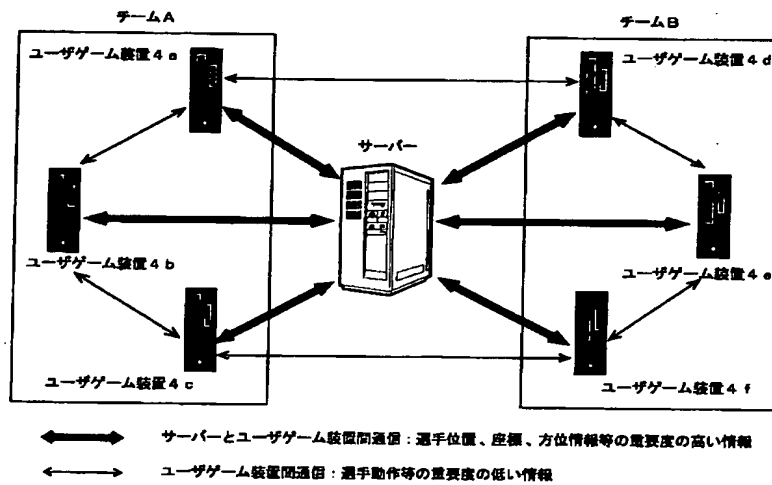 チームA
チームB
ユーザゲーム装置4a
ユーザゲーム装置4d
サーバー
ユーザゲーム装置4b
ユーザゲーム装置4e
ユーザゲーム装置4c
ユーザゲーム装置4f
サーバーとユーザゲーム装置間通信：選手位置、座標、方位情報等の重要度の高い情報
ユーザゲーム装置間通信：選手動作等の重要度の低い情報